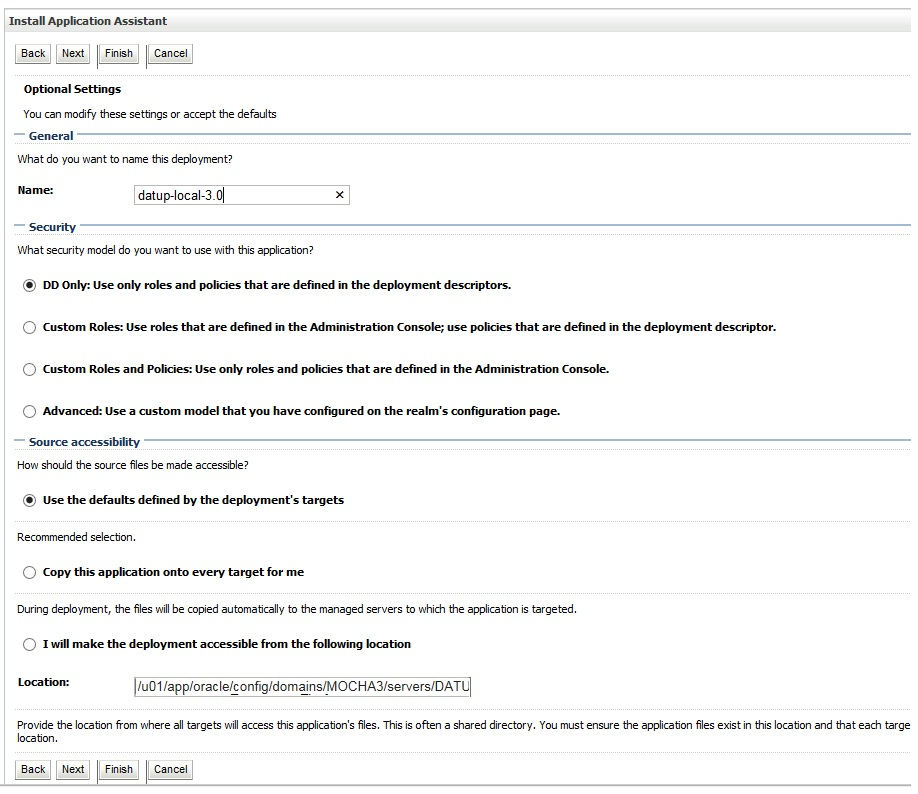 Install Application Assistant
Back Next Finish Cancel
Optional Settings
You can modify these settings or accept the defaults
General
What do you want to name this deployment?
Name: datup-local-3.0 ×
Security
What security model do you want to use with this application?
DD Only: Use only roles and policies that are defined in the deployment descriptors.
Custom Roles: Use roles that are defined in the Administration Console; use policies that are defined in the deployment descriptor.
Custom Roles and Policies: Use only roles and policies that are defined in the Administration Console.
Advanced: Use a custom model that you have configured on the realm's configuration page.
Source accessibility
How should the source files be made accessible?
Use the defaults defined by the deployment's targets
Recommended selection.
Copy this application onto every target for me
During deployment, the files will be copied automatically to the managed servers to which the application is targeted.
I will make the deployment accessible from the following location
Location: /u01/app/oracle/config/domains/MOCHA3/servers/DATU
Provide the location from where all targets will access this application's files. This is often a shared directory. You must ensure the application files exist in this location and that each targe
location.
Back Next Finish Cancel